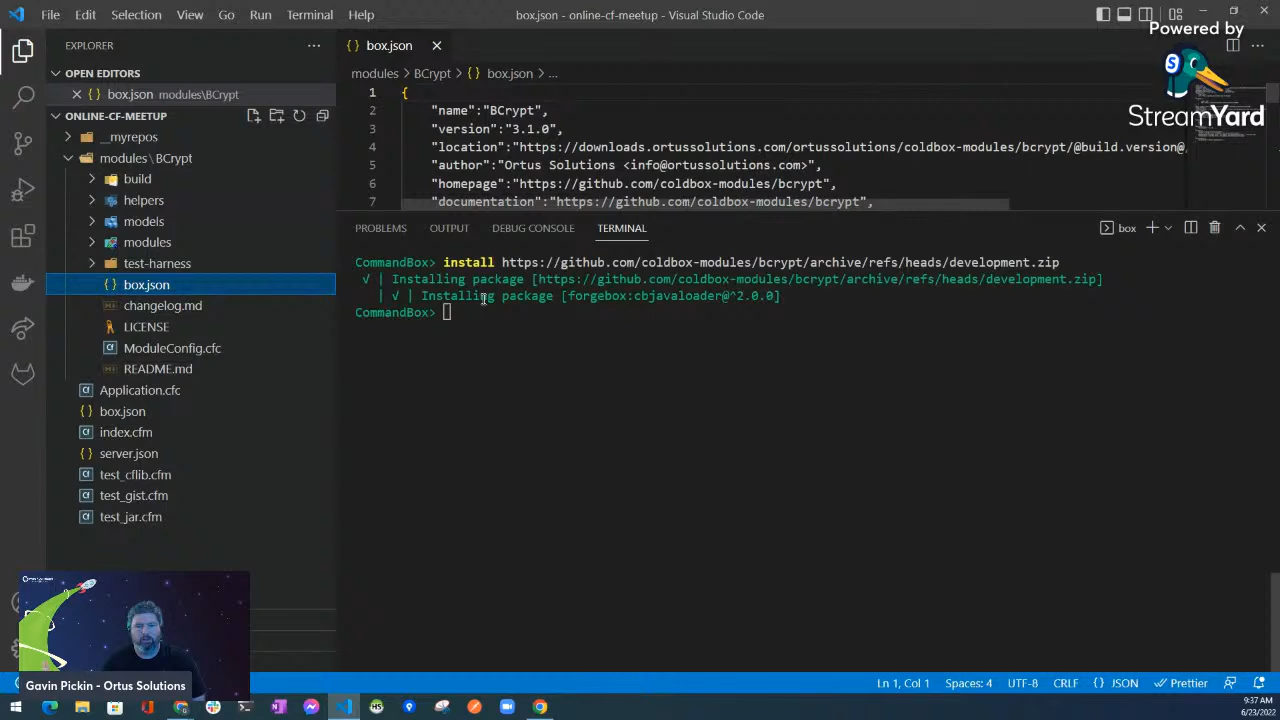 File Edit Selection View Go Run Terminal Help
box.json - online-cf-meetup - Visual Studio Code
Powered by
StreamYard
EXPLORER
OPEN EDITORS
box.json modules\BCrypt
ONLINE-CF-MEETUP
__myrepos
modules \ BCrypt
build
helpers
models
modules
test-harness
box.json
changelog.md
LICENSE
ModuleConfig.cfc
README.md
Application.cfc
box.json
index.cfm
server.json
test_cflib.cfm
test_gist.cfm
test_jar.cfm
box.json
modules > BCrypt > box.json > ...
1 {
2 "name":"BCrypt",
3 "version":"3.1.0",
4 "location":"https://downloads.ortussolutions.com/ortussolutions/coldbox-modules/bcrypt/@build.version@/
5 "author":"Ortus Solutions <info@ortussolutions.com>",
6 "homepage":"https://github.com/coldbox-modules/bcrypt",
7 "documentation":"https://github.com/coldbox-modules/bcrypt",
PROBLEMS OUTPUT DEBUG CONSOLE TERMINAL
box
CommandBox> install https://github.com/coldbox-modules/bcrypt/archive/refs/heads/development.zip
√ | Installing package [https://github.com/coldbox-modules/bcrypt/archive/refs/heads/development.zip]
| √ | Installing package [forgebox:cbjavaloader@^2.0.0]
CommandBox>
Gavin Pickin - Ortus Solutions
Ln 1, Col 1 Spaces: 4 UTF-8 CRLF {} JSON Prettier
9:37 AM
6/23/2022